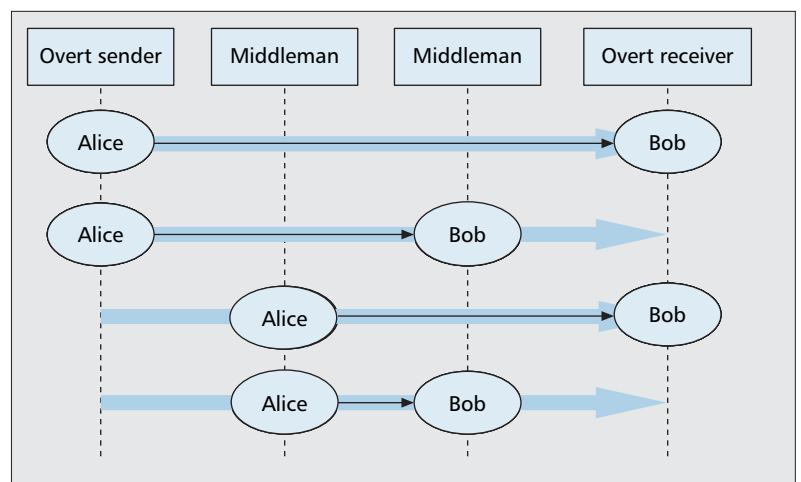 Overt sender
Middleman
Middleman
Overt receiver
Alice
Bob
Alice
Bob
Alice
Bob
Alice
Bob